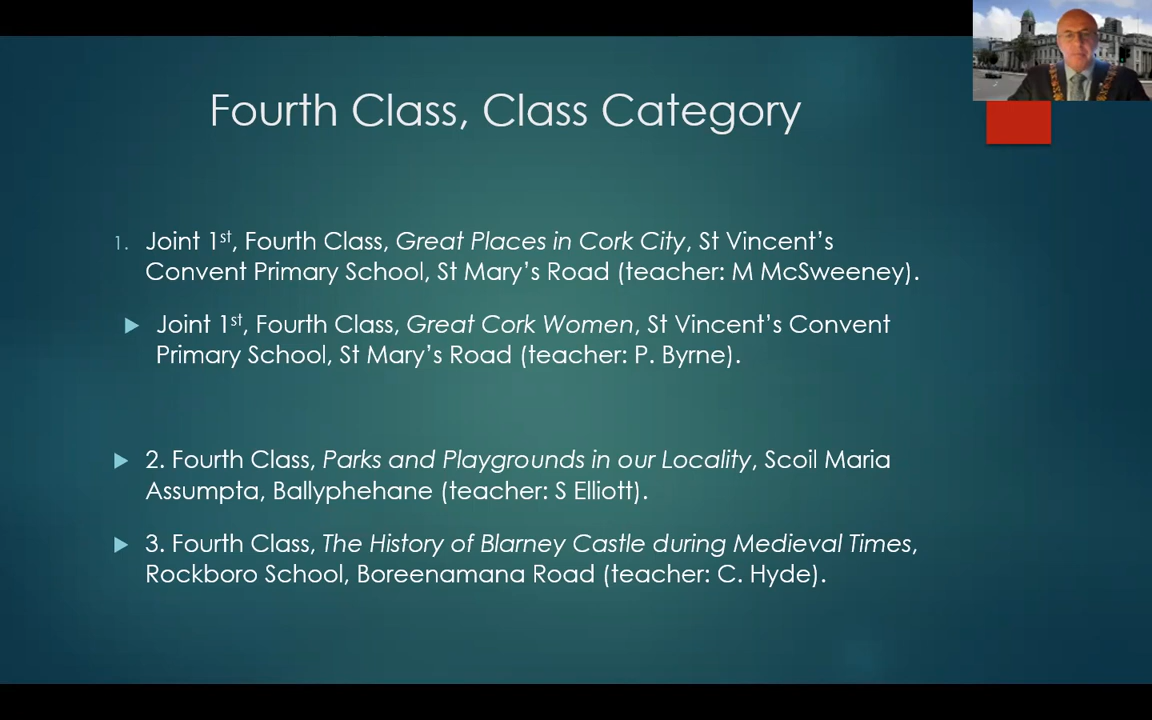 Fourth Class, Class Category
1. Joint 1st, Fourth Class, Great Places in Cork City, St Vincent’s
Convent Primary School, St Mary’s Road (teacher: M McSweeney).
Joint 1st, Fourth Class, Great Cork Women, St Vincent’s Convent
Primary School, St Mary’s Road (teacher: P. Byrne).
2. Fourth Class, Parks and Playgrounds in our Locality, Scoil Maria
Assumpta, Ballyphehane (teacher: S Elliott).
3. Fourth Class, The History of Blarney Castle during Medieval Times,
Rockboro School, Boreenamana Road (teacher: C. Hyde).